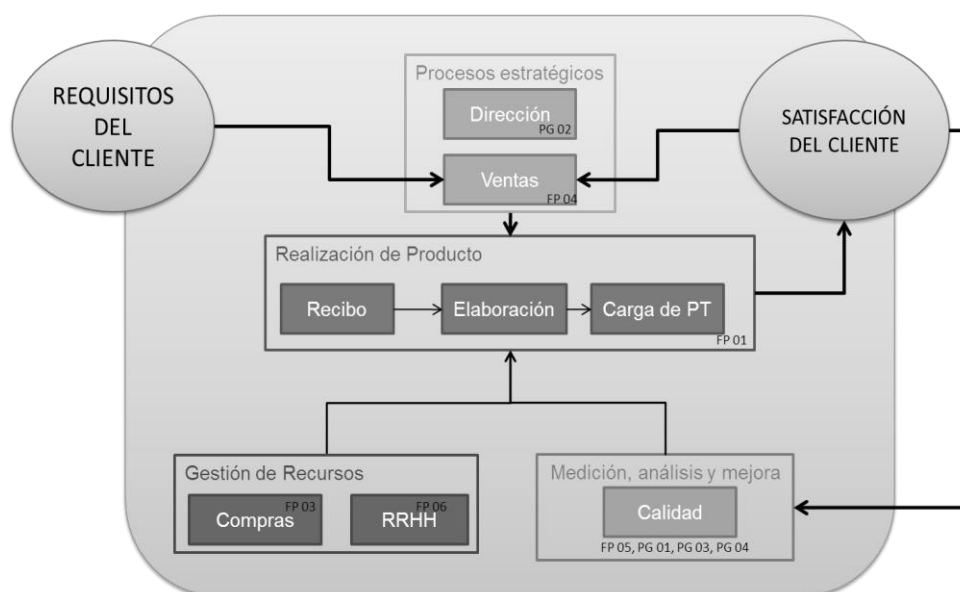 REQUISITOS
DEL
CLIENTE
Procesos estratégicos
Dirección
PG 02
Ventas
FP 04
SATISFACCIÓN
DEL CLIENTE
Realización de Producto
Recibo
Elaboración
Carga de PT
FP 01
Gestión de Recursos
FP 03
Compras
FP 06
RRHH
Medición, análisis y mejora
Calidad
FP 05, PG 01, PG 03, PG 04